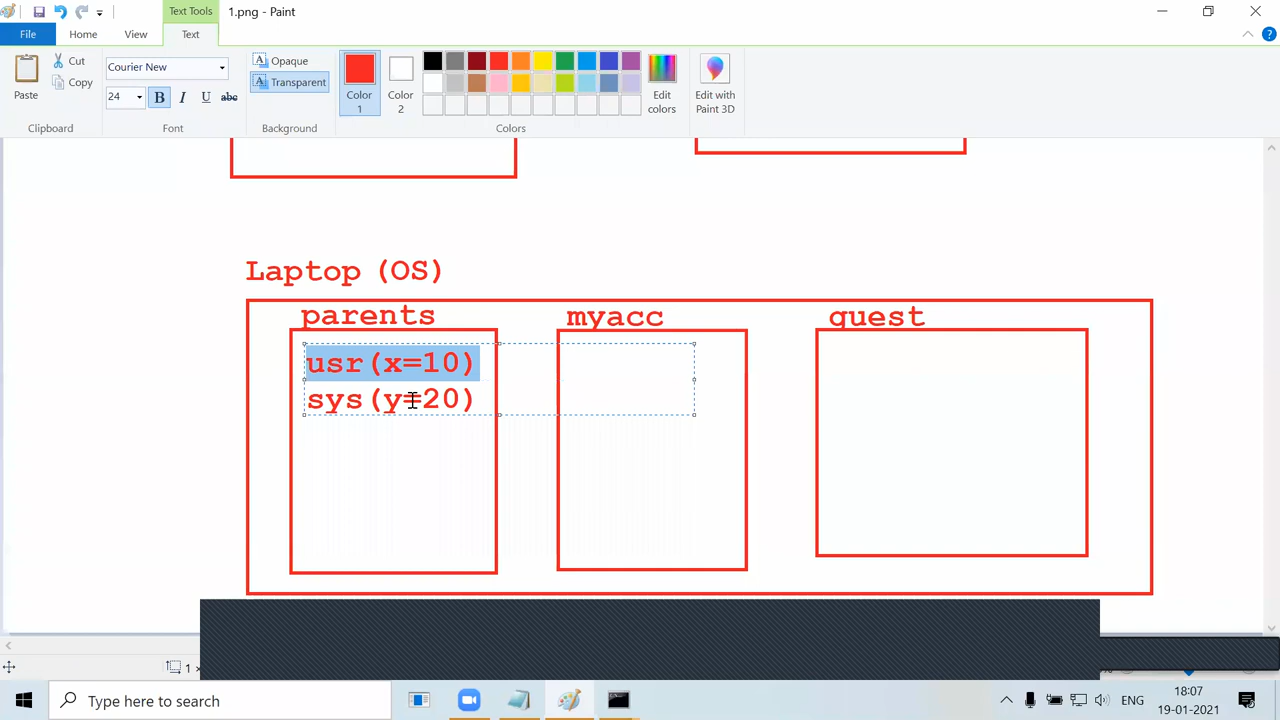 Text Tools
1.png - Paint
File
Home
View
Text
Cut
Copy
Paste
Clipboard
Courier New
24
B
I
U
abc
Font
Opaque
Transparent
Background
Color 1
Color 2
Edit colors
Colors
Edit with Paint 3D
Laptop (OS)
parents
myacc
guest
usr(x=10)
sys(y=20)
1
Type here to search
ENG
18:07
19-01-2021